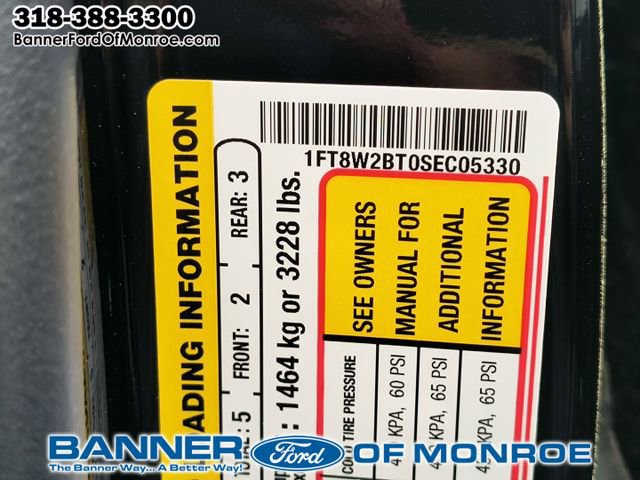 318-388-3300
BannerFordOfMonroe.com
1FT8W2BT0SEC05330
ADING INFORMATION
: 5 FRONT: 2 REAR: 3
: 1464 kg or 3228 lbs.
SEE OWNERS
MANUAL FOR
ADDITIONAL
INFORMATION
TIRE PRESSURE
KPA, 60 PSI
KPA, 65 PSI
KPA, 65 PSI
BANNER Ford OF MONROE
The Banner Way... A Better Way!